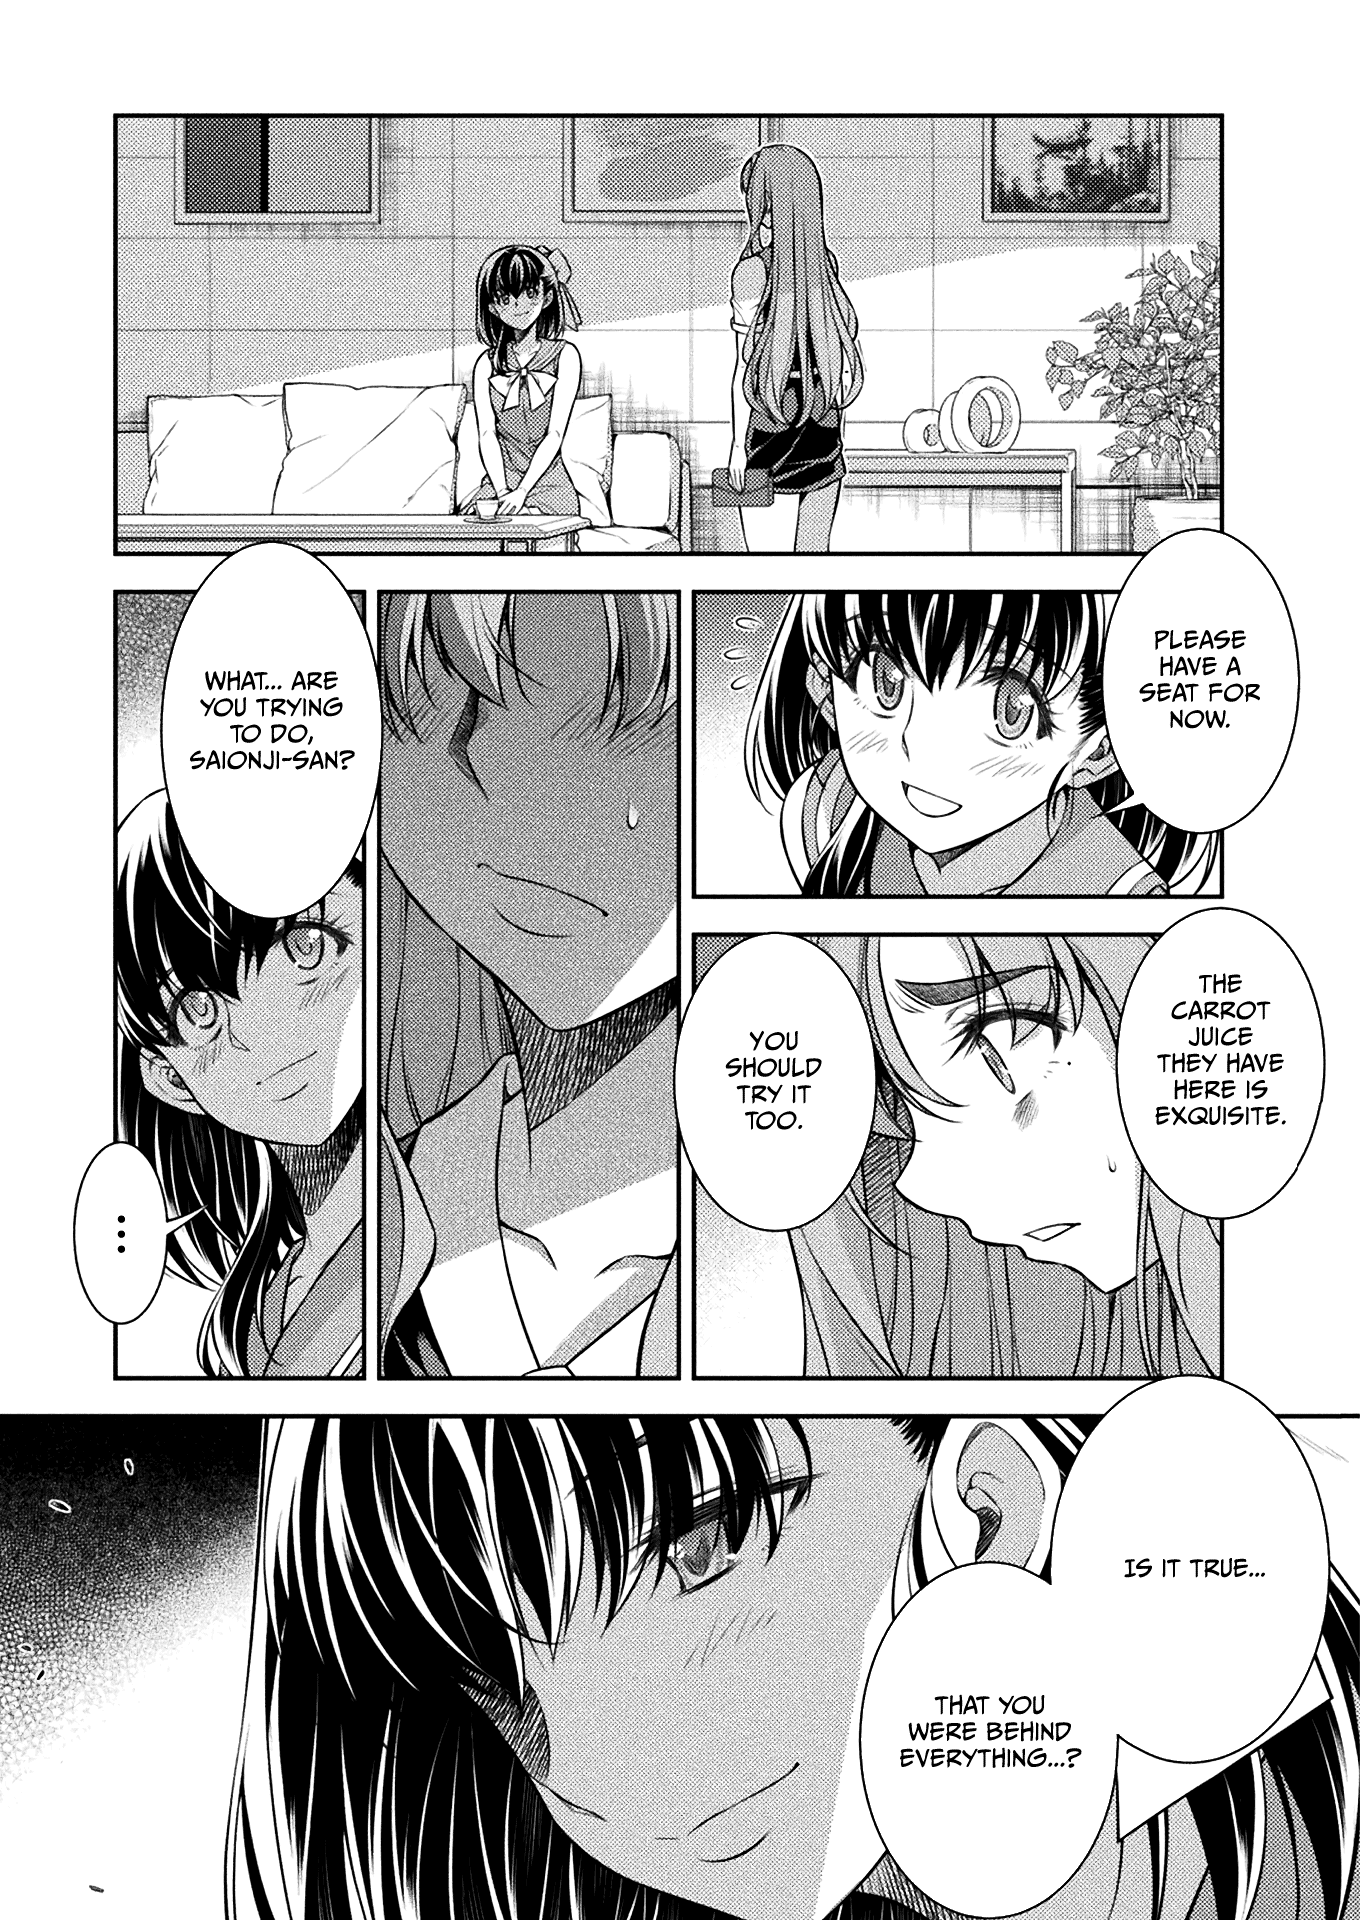 PLEASE
HAVE A
SEAT FOR
NOW.
THE
CARROT
JUICE
THEY HAVE
HERE IS
EXQUISITE.
YOU
SHOULD
TRY IT
TOO.
WHAT... ARE
YOU TRYING
TO DO,
SAIONJI-SAN?
...
IS IT TRUE...
THAT YOU
WERE BEHIND
EVERYTHING...?